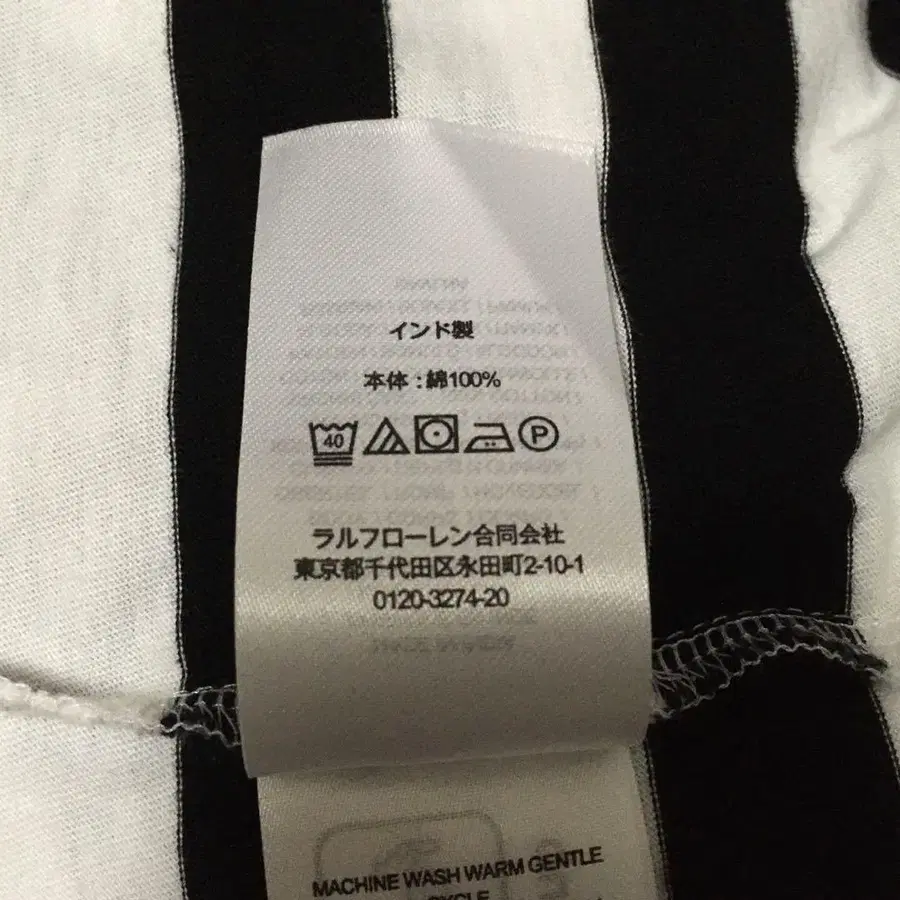 インド製
本体：綿100%
40 P
ラルフローレン合同会社
東京都千代田区永田町2-10-1
0120-3274-20
MACHINE WASH WARM GENTLE
CYCLE